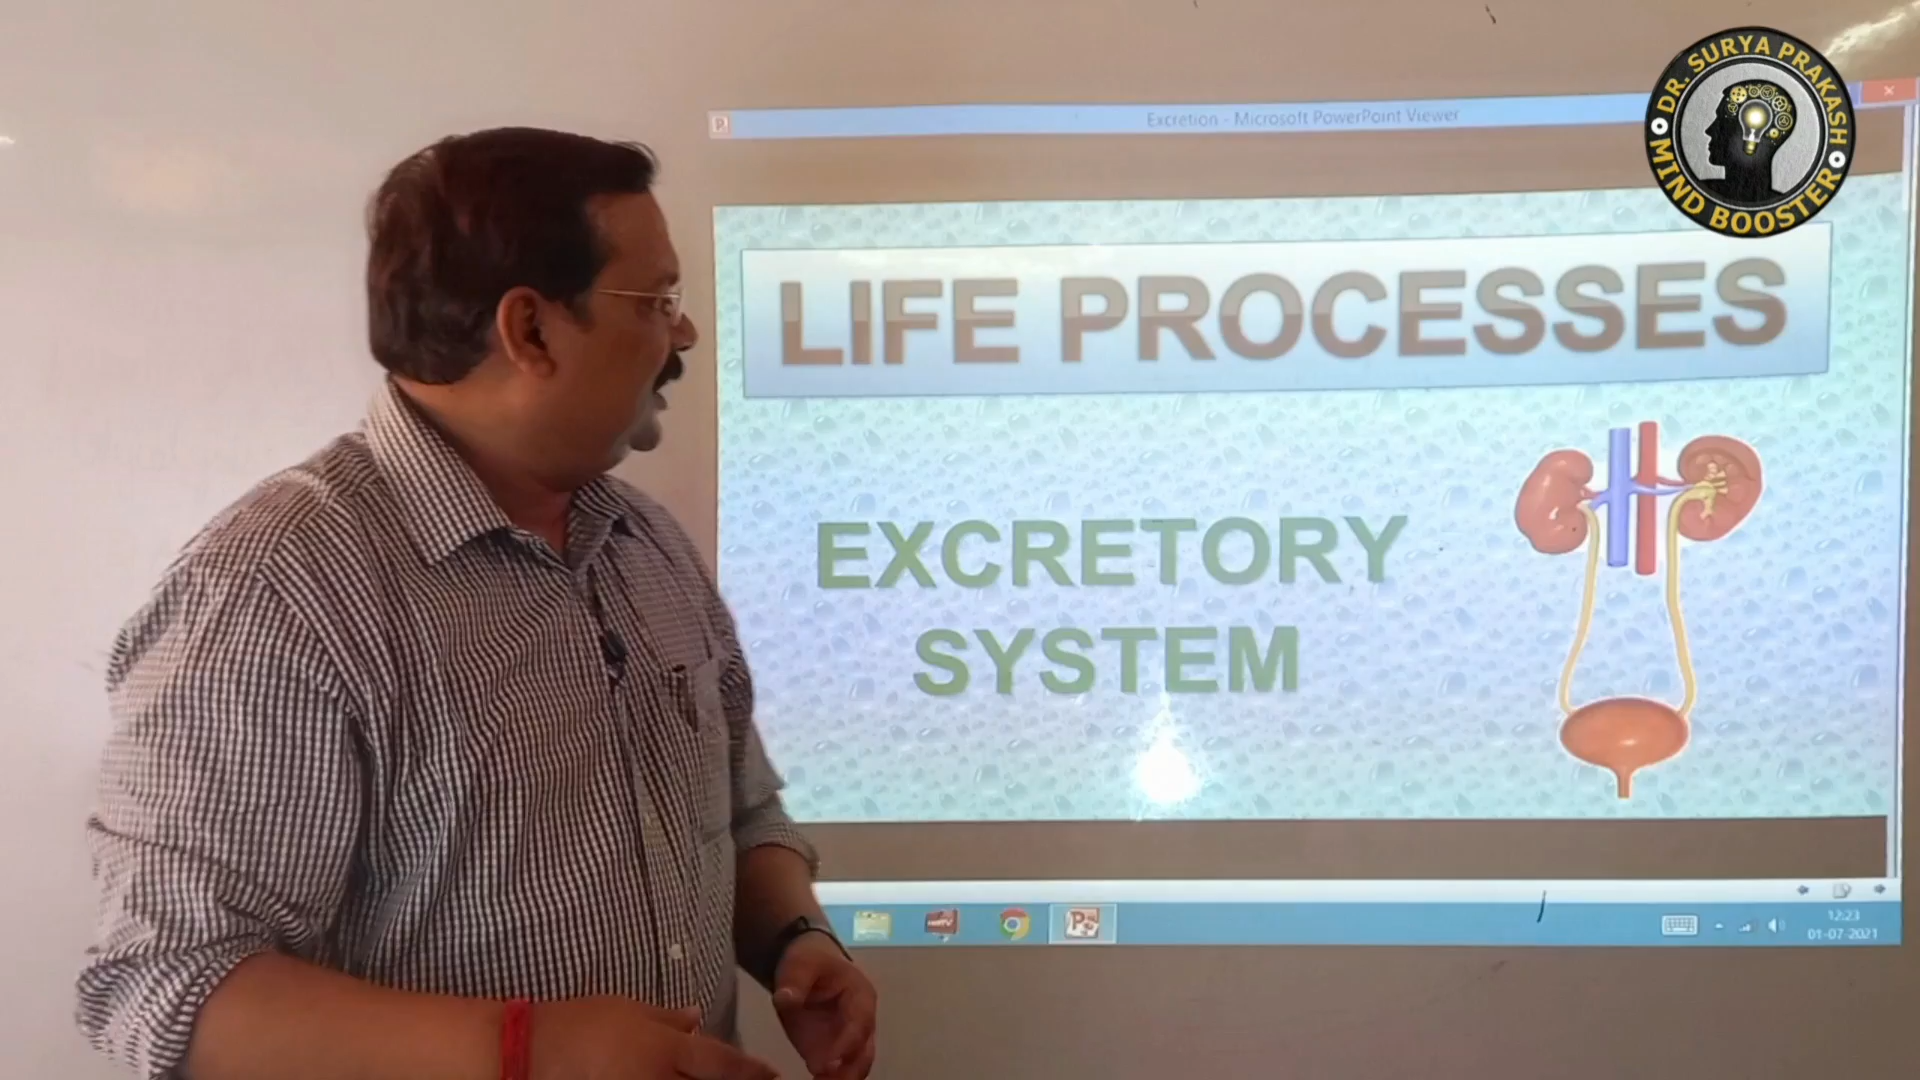 Excretion - Microsoft PowerPoint Viewer
DR. SURYA PRAKASH
MIND BOOSTER
LIFE PROCESSES
EXCRETORY
SYSTEM
12:23
01-07-2021